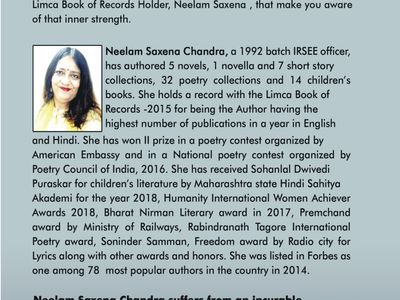 Limca Book of Records Holder, Neelam Saxena , that make you aware
of that inner strength.
Neelam Saxena Chandra, a 1992 batch IRSEE officer,
has authored 5 novels, 1 novella and 7 short story
collections, 32 poetry collections and 14 children's
books. She holds a record with the Limca Book of
Records -2015 for being the Author having the
highest number of publications in a year in English
and Hindi. She has won II prize in a poetry contest organized by
American Embassy and in a National poetry contest organized by
Poetry Council of India, 2016. She has received Sohanlal Dwivedi
Puraskar for children's literature by Maharashtra state Hindi Sahitya
Akademi for the year 2018, Humanity International Women Achiever
Awards 2018, Bharat Nirman Literary award in 2017, Premchand
award by Ministry of Railways, Rabindranath Tagore International
Poetry award, Soninder Samman, Freedom award by Radio city for
Lyrics along with other awards and honors. She was listed in Forbes as
one among 78 most popular authors in the country in 2014.
Neelam Saxena Chandra suffers from an insurable